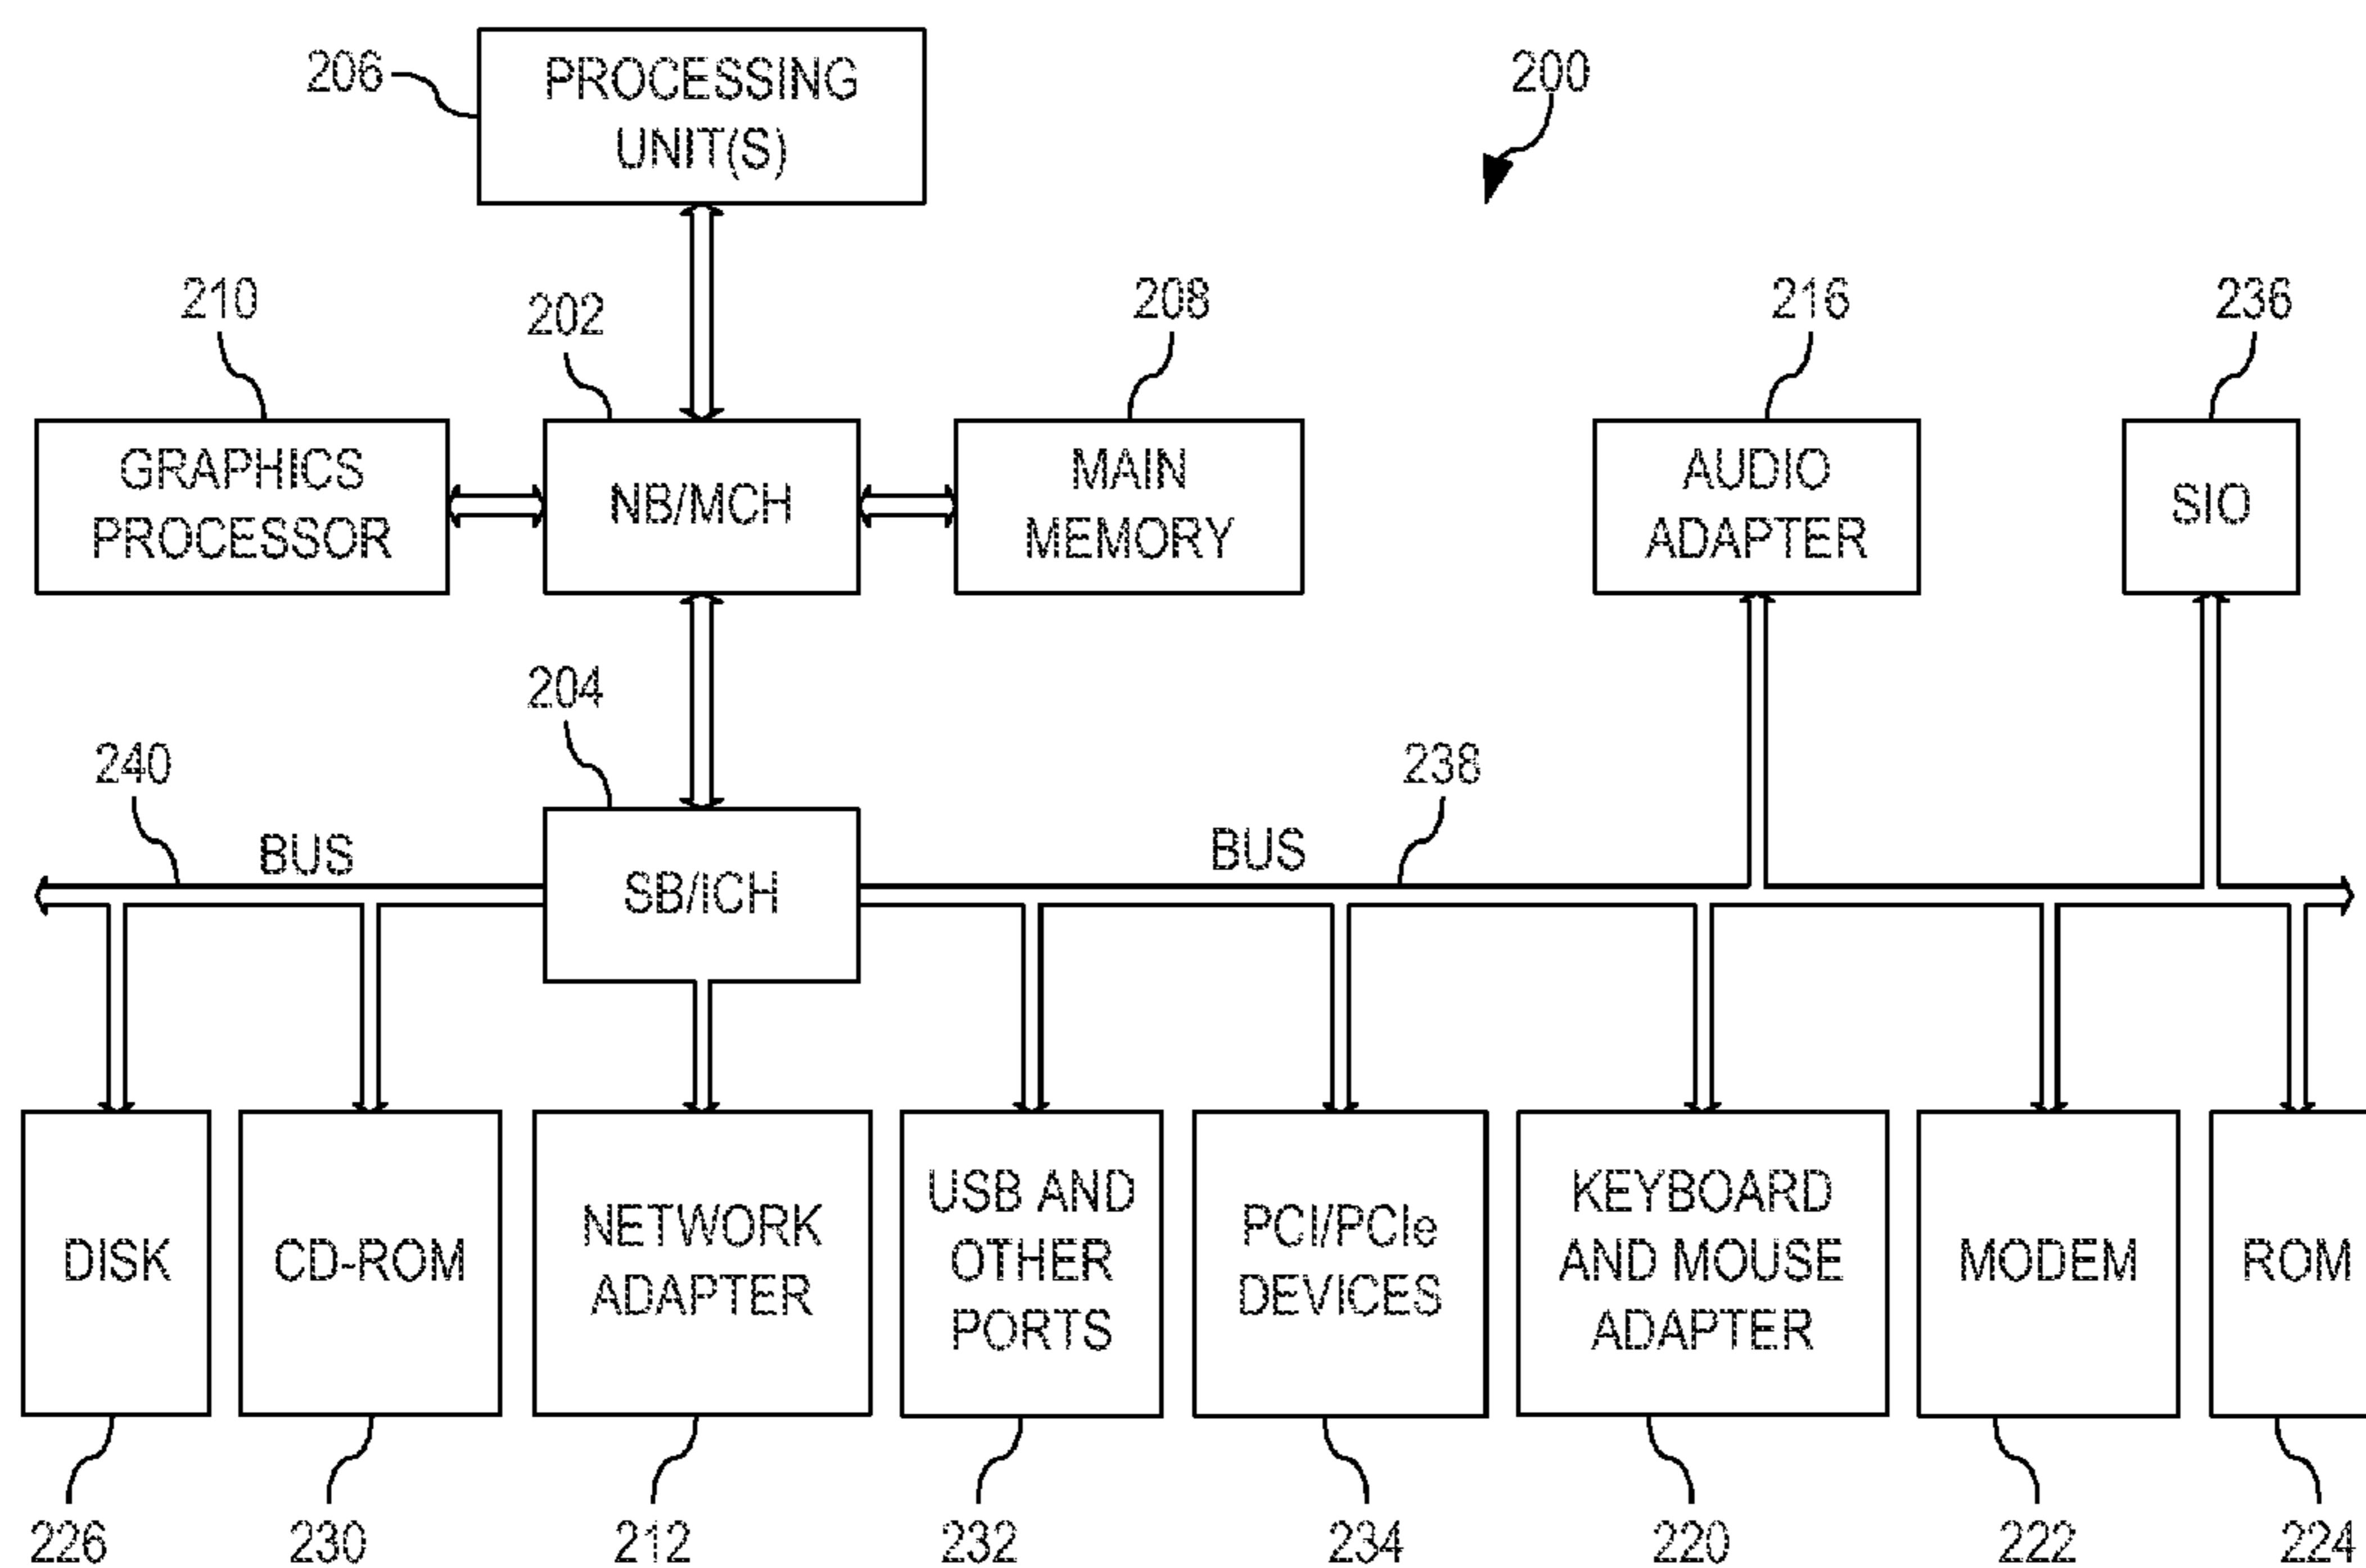 206
PROCESSING
UNIT(S)
200
210
202
208
216
236
GRAPHICS
PROCESSOR
NB/MCH
MAIN
MEMORY
AUDIO
ADAPTER
SIO
204
240
BUS
238
BUS
SB/ICH
DISK
CD-ROM
NETWORK
ADAPTER
USB AND
OTHER
PORTS
PCI/PCIe
DEVICES
KEYBOARD
AND MOUSE
ADAPTER
MODEM
ROM
226
230
212
232
234
220
222
224